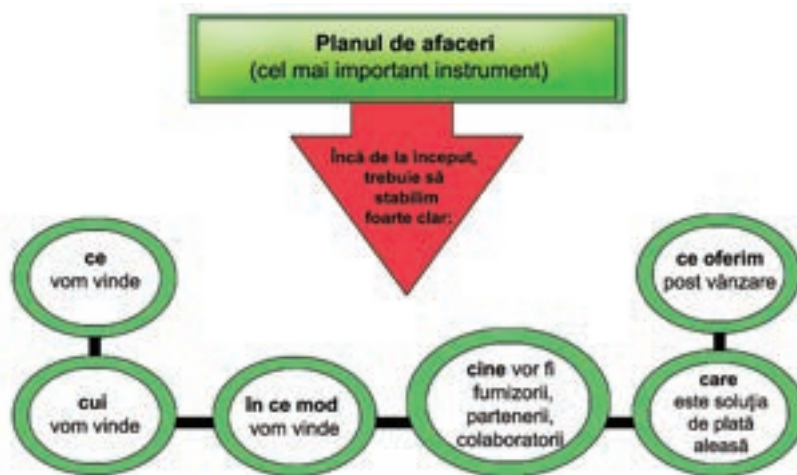 Planul de afaceri
(cel mai important instrument)
Încă de la început,
trebuie să
stabilim
foarte clar:
ce
vom vinde
cui
vom vinde
In ce mod
vom vinde
cine vor fi
furnizorii,
partenerii,
colaboratorii
care
este soluția
de plată
aleasă
ce oferim
post vânzare